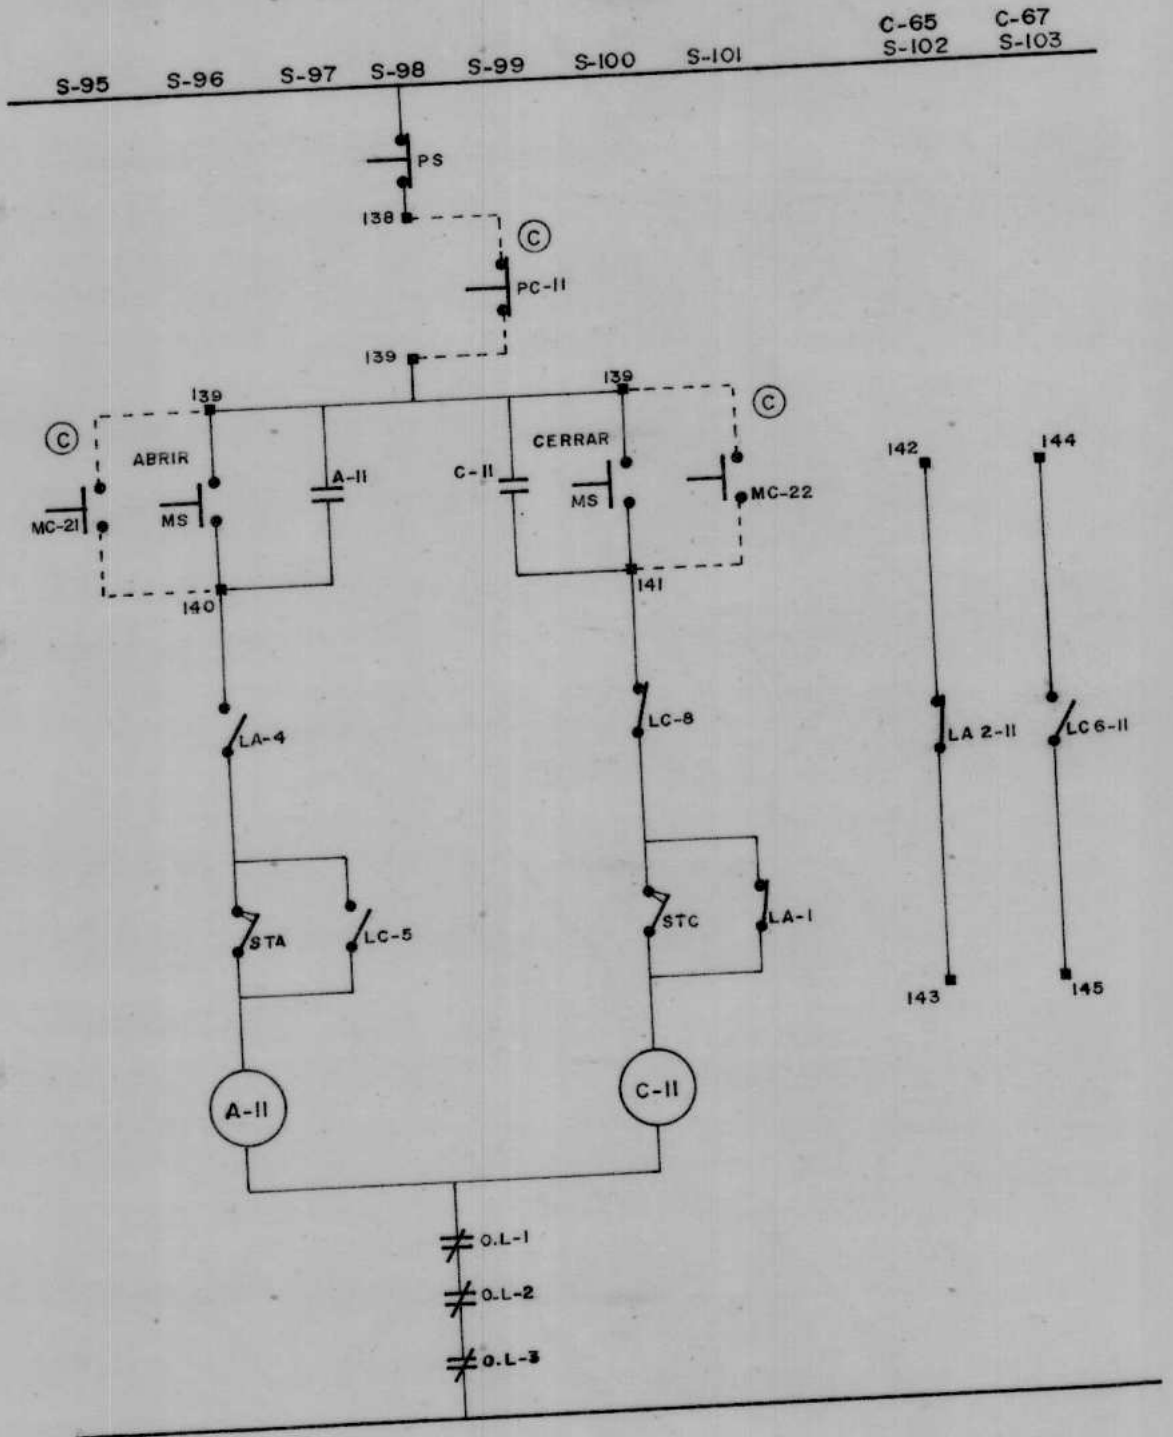 C-65 C-67
S-95 S-96 S-97 S-98 S-99 S-100 S-101 S-102 S-103
PS
138
C
PC-11
139
139 139
C C
ABRIR CERRAR
A-11 C-11
142 144
MC-21 MS MS MC-22
140 141
LA-4 LC-8 LA 2-11 LC 6-11
STA LC-5 STC LA-1
143 145
A-11 C-11
O.L-1
O.L-2
O.L-3